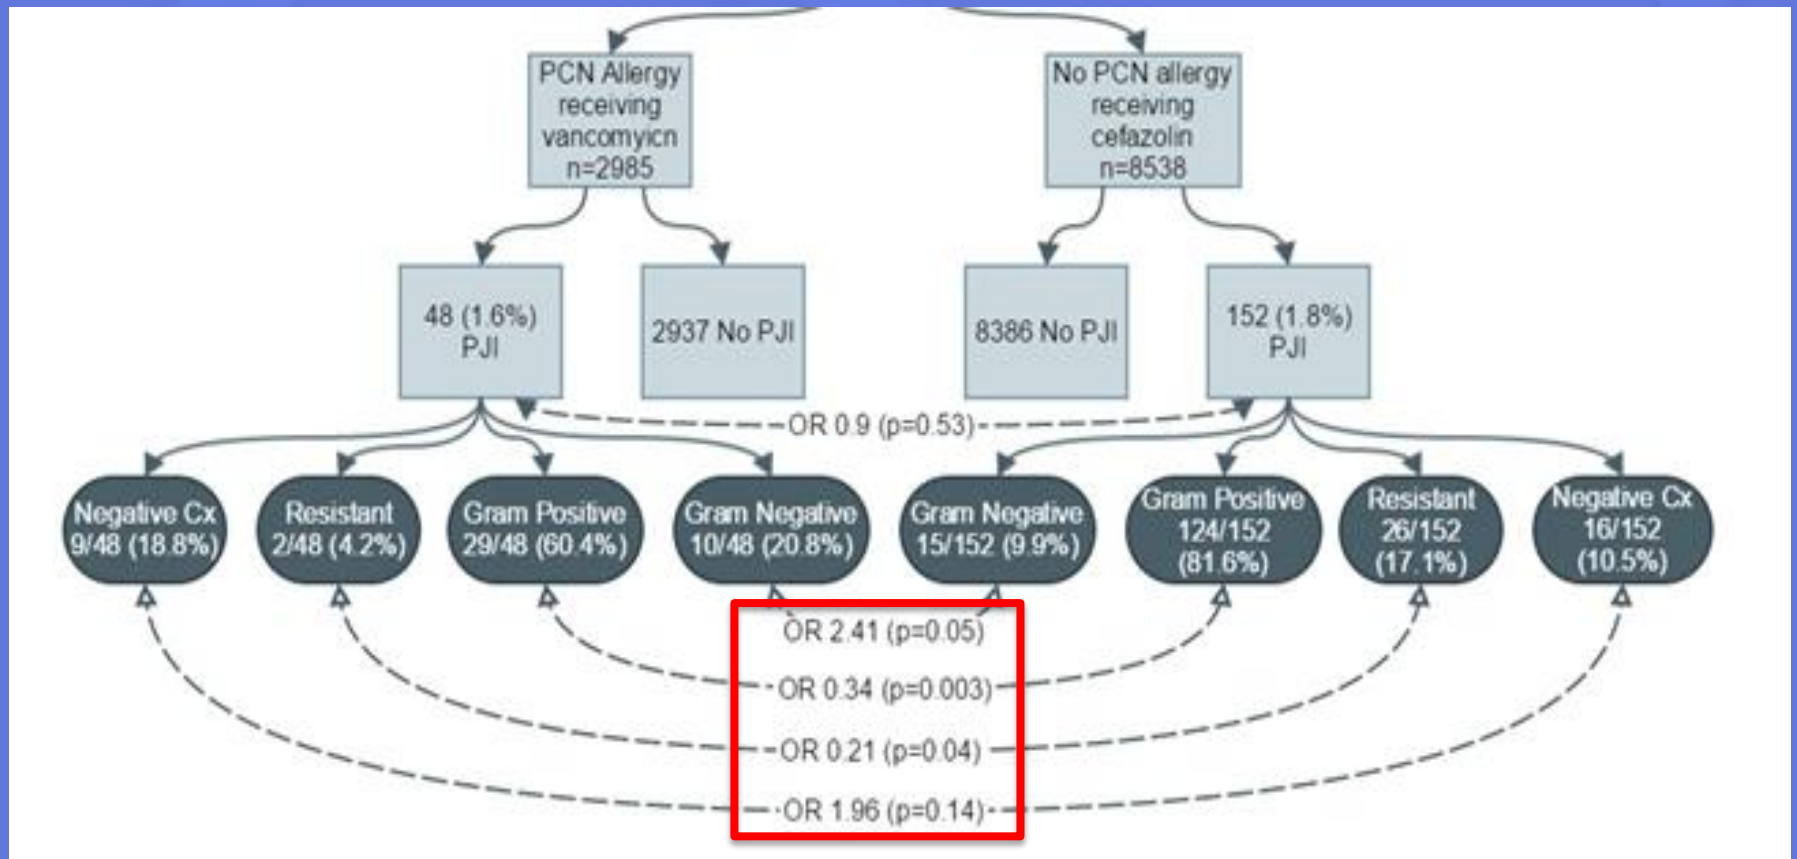 PCN Allergy
receiving
vancomyicn
n=2985
No PCN allergy
receiving
cefazolin
n=8538
48 (1.6%)
PJI
2937 No PJI
8386 No PJI
152 (1.8%)
PJI
OR 0.9 (p=0.53)
Negative Cx
9/48 (18.8%)
Resistant
2/48 (4.2%)
Gram Positive
29/48 (60.4%)
Gram Negative
10/48 (20.8%)
Gram Negative
15/152 (9.9%)
Gram Positive
124/152
(81.6%)
Resistant
26/152
(17.1%)
Negative Cx
16/152
(10.5%)
OR 2.41 (p=0.05)
OR 0.34 (p=0.003)
OR 0.21 (p=0.04)
OR 1.96 (p=0.14)